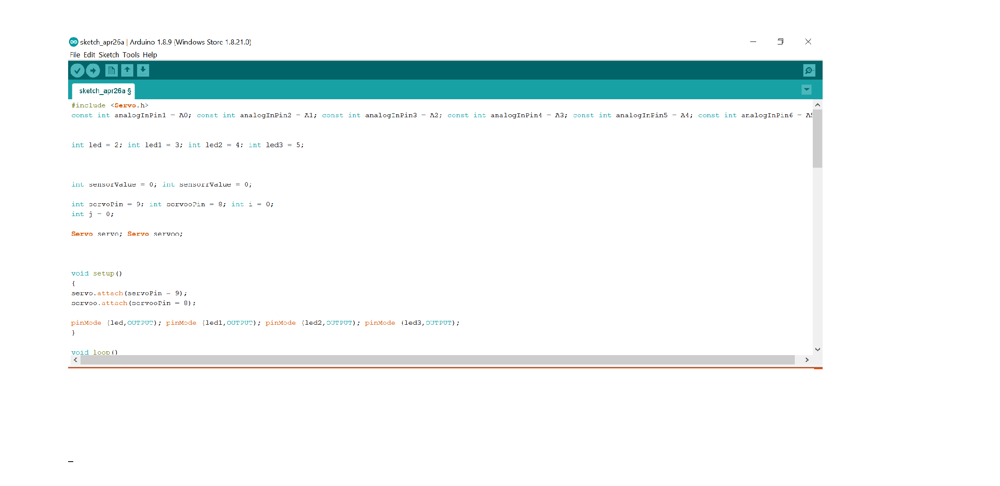 sketch_apr26a | Arduino 1.8.9 (Windows Store 1.8.21.0)
File Edit Sketch Tools Help
sketch_apr26a §
#include <Servo.h>
const int analogInPin1 = A0; const int analogInPin2 = A1; const int analogInPin3 = A2; const int analogInPin4 = A3; const int analogInPin5 = A4; const int analogInPin6 = A5
int led = 2; int led1 = 3; int led2 = 4; int led3 = 5;
int sensorValue = 0; int sensorrValue = 0;
int servoPin = 9; int servooPin = 8; int i = 0;
int j = 0;
Servo servo; Servo servoo;
void setup()
{
servo.attach(servoPin = 9);
servoo.attach(servooPin = 8);
pinMode (led,OUTPUT); pinMode (led1,OUTPUT); pinMode (led2,OUTPUT); pinMode (led3,OUTPUT);
}
void loop()